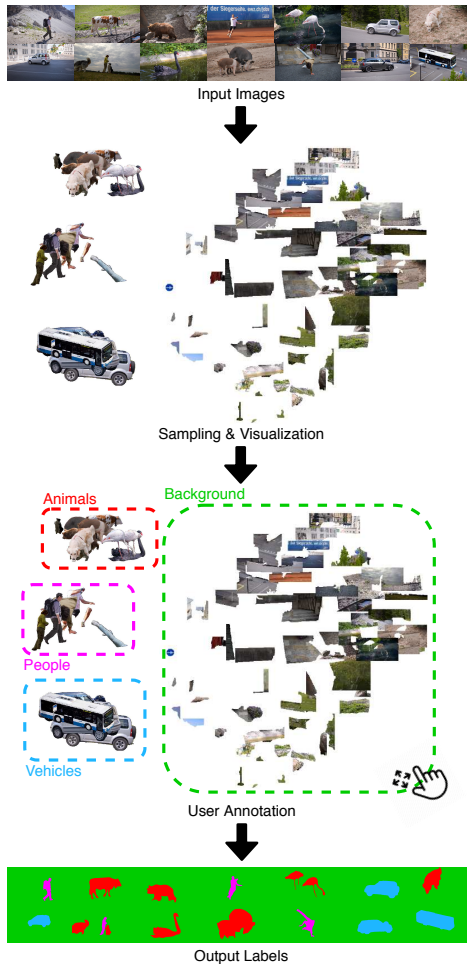 Input Images
Sampling & Visualization
Background
Animals
People
Vehicles
User Annotation
Output Labels